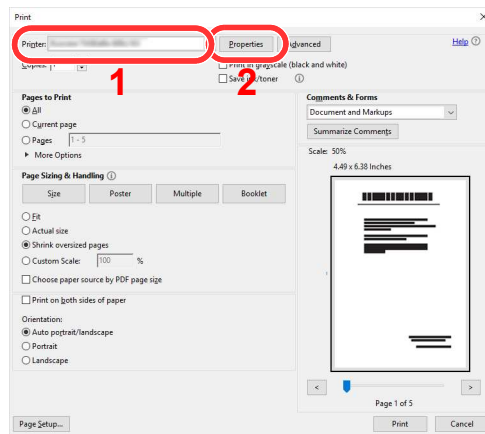 Print
Printer: Properties Advanced Help
Copies: 1 Print in grayscale (black and white)
Save ink/toner
1 2
Pages to Print
All
Current page
Pages 1 - 5
More Options
Comments & Forms
Document and Markups
Summarize Comments
Page Sizing & Handling
Size Poster Multiple Booklet
Fit
Actual size
Shrink oversized pages
Custom Scale: 100 %
Choose paper source by PDF page size
Print on both sides of paper
Orientation:
Auto portrait/landscape
Portrait
Landscape
Scale: 50%
4.49 x 6.38 Inches
< >
Page 1 of 5
Page Setup... Print Cancel